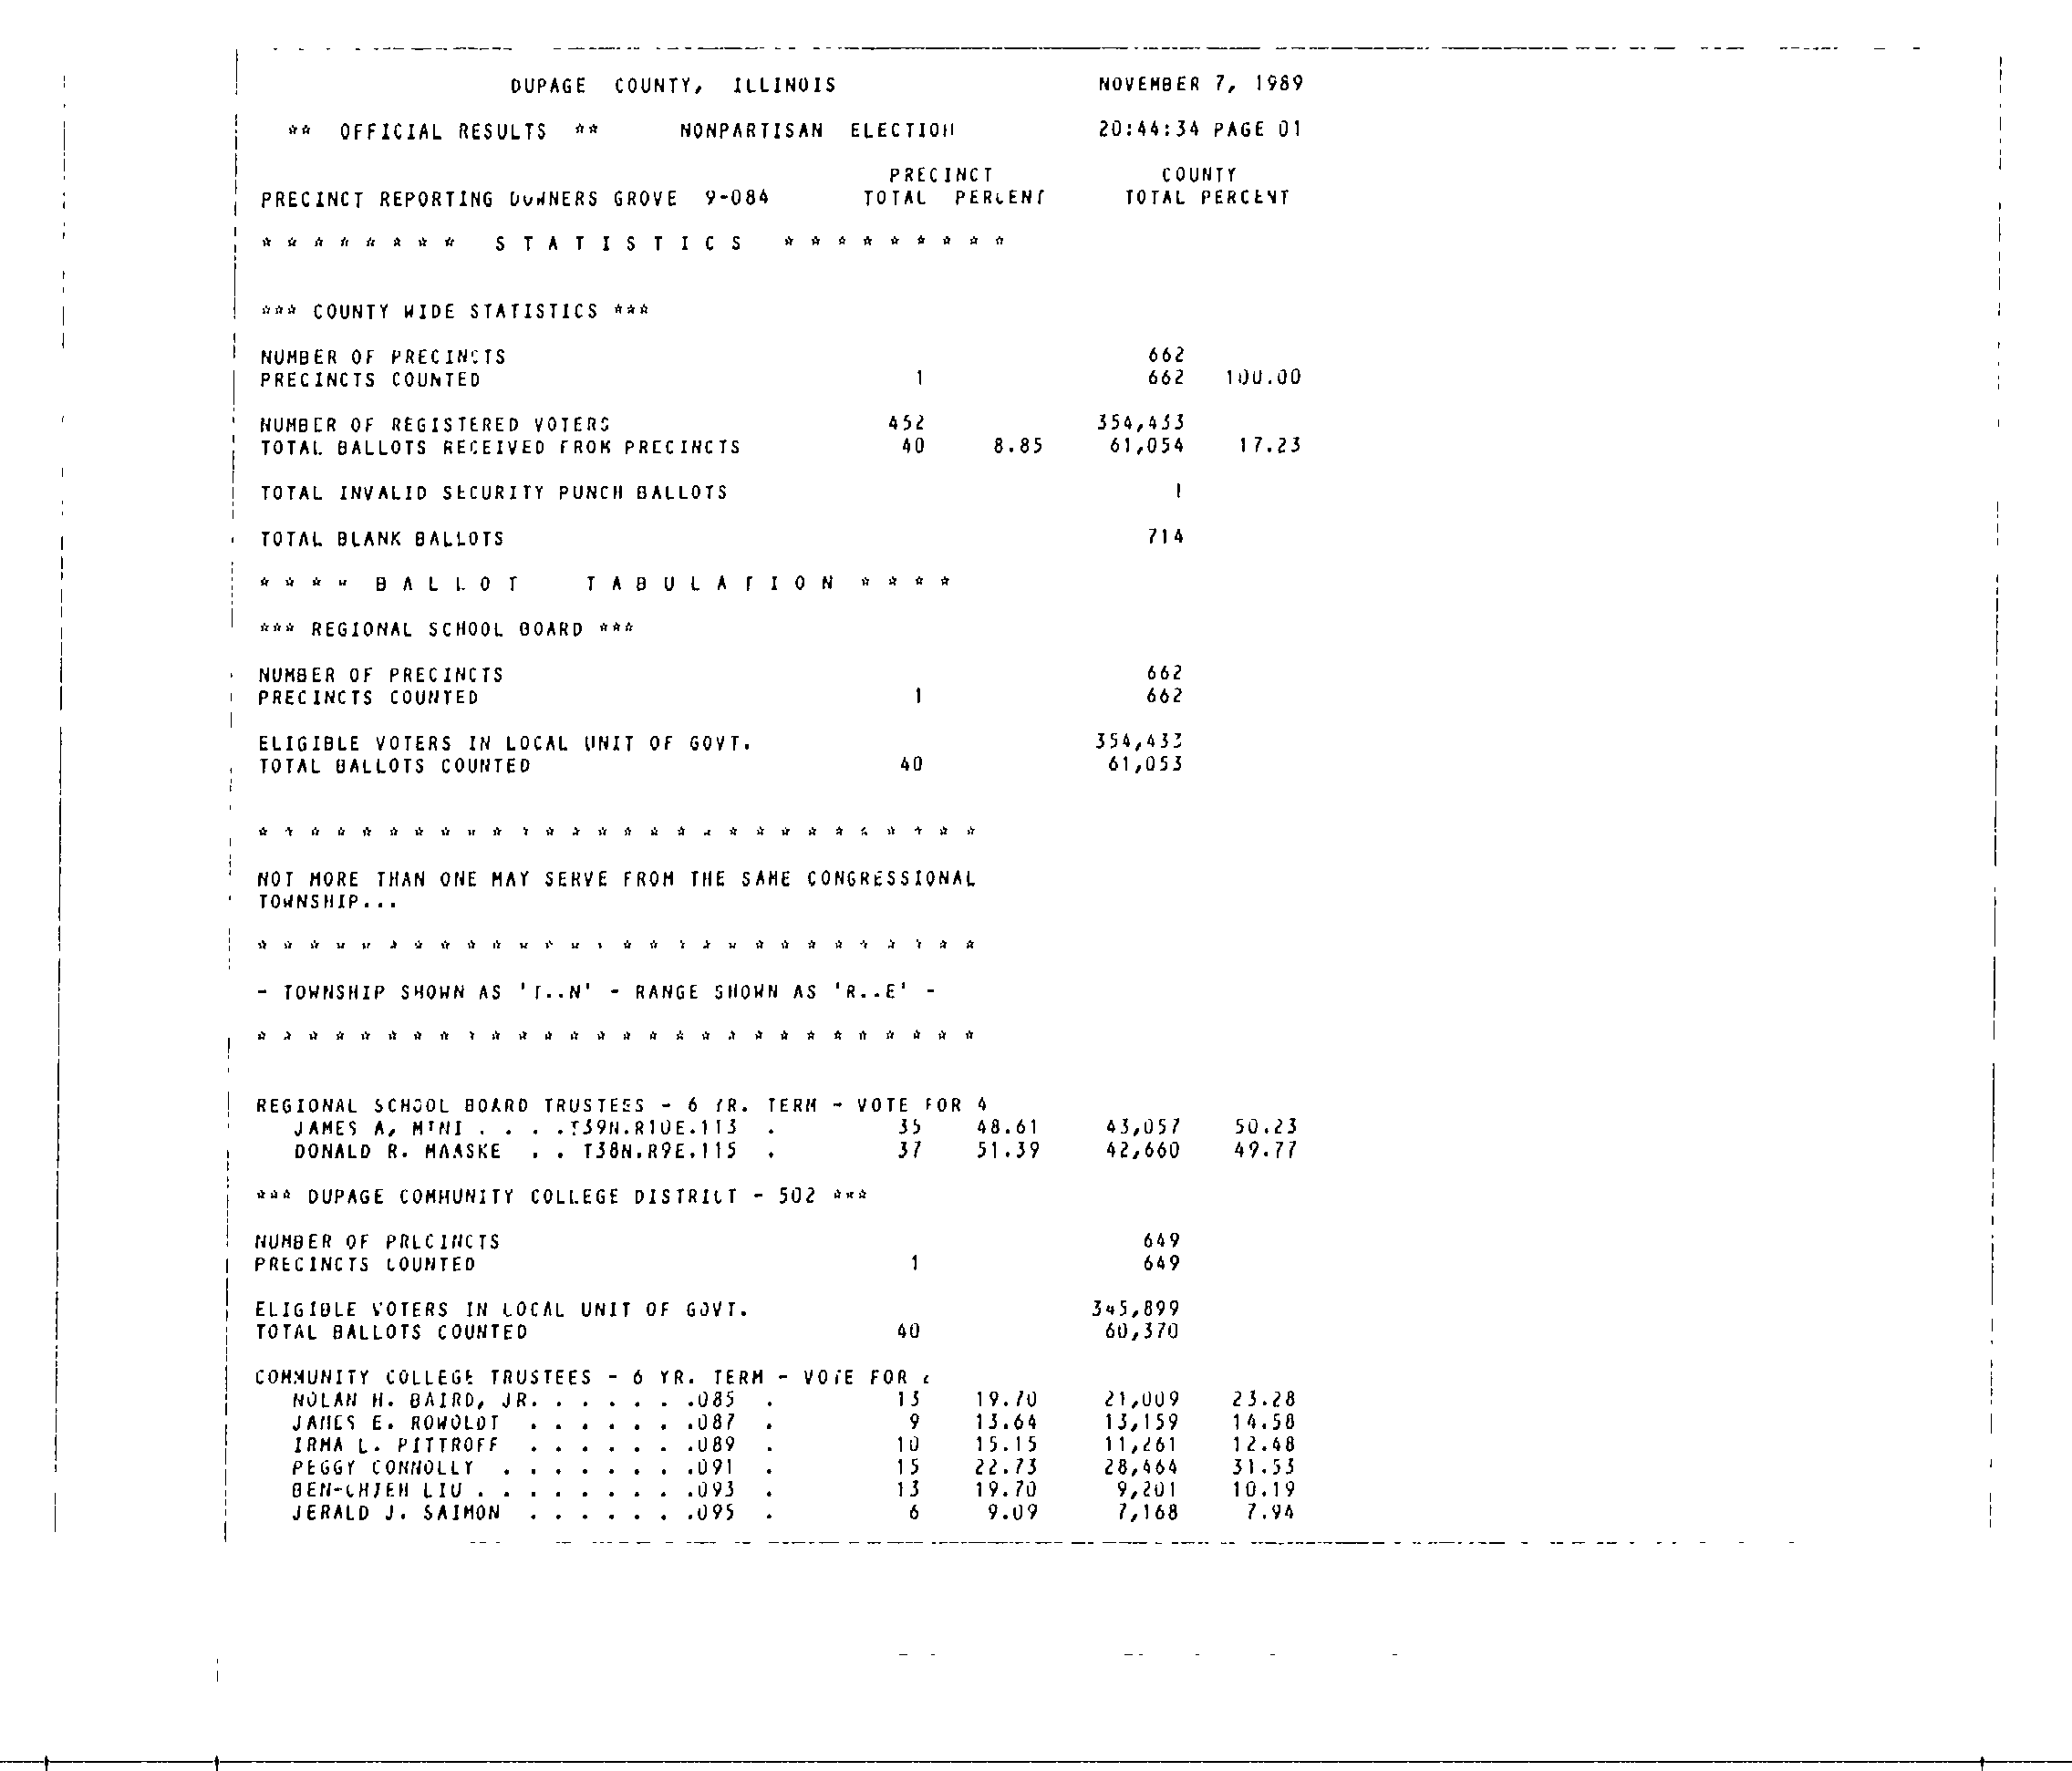 DUPAGE COUNTY, ILLINOIS NOVEMBER 7, 1989
** OFFICIAL RESULTS ** NONPARTISAN ELECTION 20:44:34 PAGE 01
PRECINCT COUNTY
PRECINCT REPORTING DOWNERS GROVE 9-084 TOTAL PERCENT TOTAL PERCENT
* * * * * * * * S T A T I S T I C S * * * * * * * * *
*** COUNTY WIDE STATISTICS ***
NUMBER OF PRECINCTS 662
PRECINCTS COUNTED 1 662 100.00
NUMBER OF REGISTERED VOTERS 452 354,433
TOTAL BALLOTS RECEIVED FROM PRECINCTS 40 8.85 61,054 17.23
TOTAL INVALID SECURITY PUNCH BALLOTS 1
TOTAL BLANK BALLOTS 714
* * * * B A L L O T T A B U L A T I O N * * * *
*** REGIONAL SCHOOL BOARD ***
NUMBER OF PRECINCTS 662
PRECINCTS COUNTED 1 662
ELIGIBLE VOTERS IN LOCAL UNIT OF GOVT. 354,433
TOTAL BALLOTS COUNTED 40 61,053
* * * * * * * * * * * * * * * * * * * * * * * * * * * *
NOT MORE THAN ONE MAY SERVE FROM THE SAME CONGRESSIONAL
TOWNSHIP...
* * * * * * * * * * * * * * * * * * * * * * * * * * * *
- TOWNSHIP SHOWN AS 'T..N' - RANGE SHOWN AS 'R..E' -
* * * * * * * * * * * * * * * * * * * * * * * * * * * *
REGIONAL SCHOOL BOARD TRUSTEES - 6 YR. TERM - VOTE FOR 4
JAMES A. MINI . . . .T39N.R10E.113 . 35 48.61 43,057 50.23
DONALD R. MAASKE . . T38N.R9E.115 . 37 51.39 42,660 49.77
*** DUPAGE COMMUNITY COLLEGE DISTRICT - 502 ***
NUMBER OF PRECINCTS 649
PRECINCTS COUNTED 1 649
ELIGIBLE VOTERS IN LOCAL UNIT OF GOVT. 345,899
TOTAL BALLOTS COUNTED 40 60,370
COMMUNITY COLLEGE TRUSTEES - 6 YR. TERM - VOTE FOR
NOLAN H. BAIRD, JR. . . . . . .085 . 13 19.70 21,009 23.28
JAMES E. ROWOLDT . . . . . . .087 . 9 13.64 13,159 14.58
IRMA L. PITTROFF . . . . . . .089 . 10 15.15 11,261 12.48
PEGGY CONNOLLY . . . . . . . .091 . 15 22.73 28,464 31.53
BEN-CHIEH LIU . . . . . . . . .093 . 13 19.70 9,201 10.19
JERALD J. SAIMON . . . . . . .095 . 6 9.09 7,168 7.94